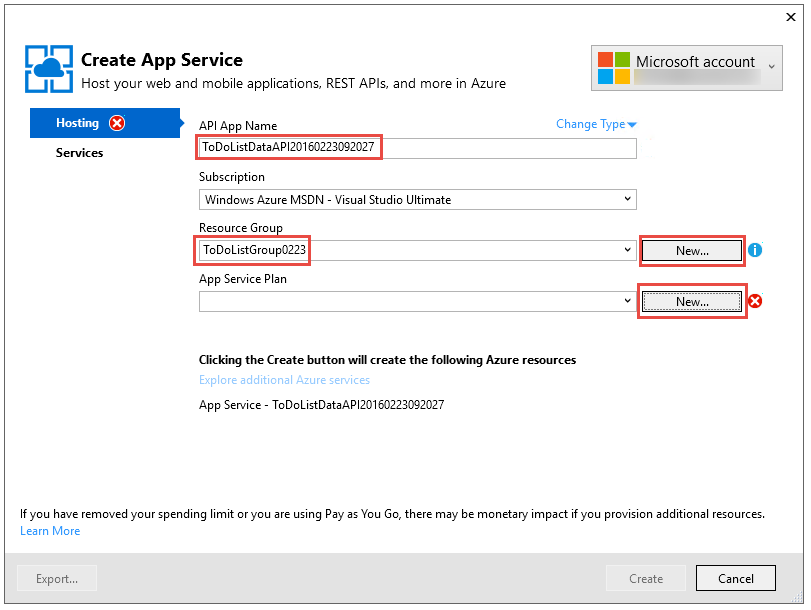 Create App Service
Host your web and mobile applications, REST APIs, and more in Azure
Microsoft account
Hosting
Services
API App Name
Change Type
ToDoListDataAPI20160223092027
Subscription
Windows Azure MSDN - Visual Studio Ultimate
Resource Group
ToDoListGroup0223
New...
App Service Plan
New...
Clicking the Create button will create the following Azure resources
Explore additional Azure services
App Service - ToDoListDataAPI20160223092027
If you have removed your spending limit or you are using Pay as You Go, there may be monetary impact if you provision additional resources.
Learn More
Export...
Create
Cancel